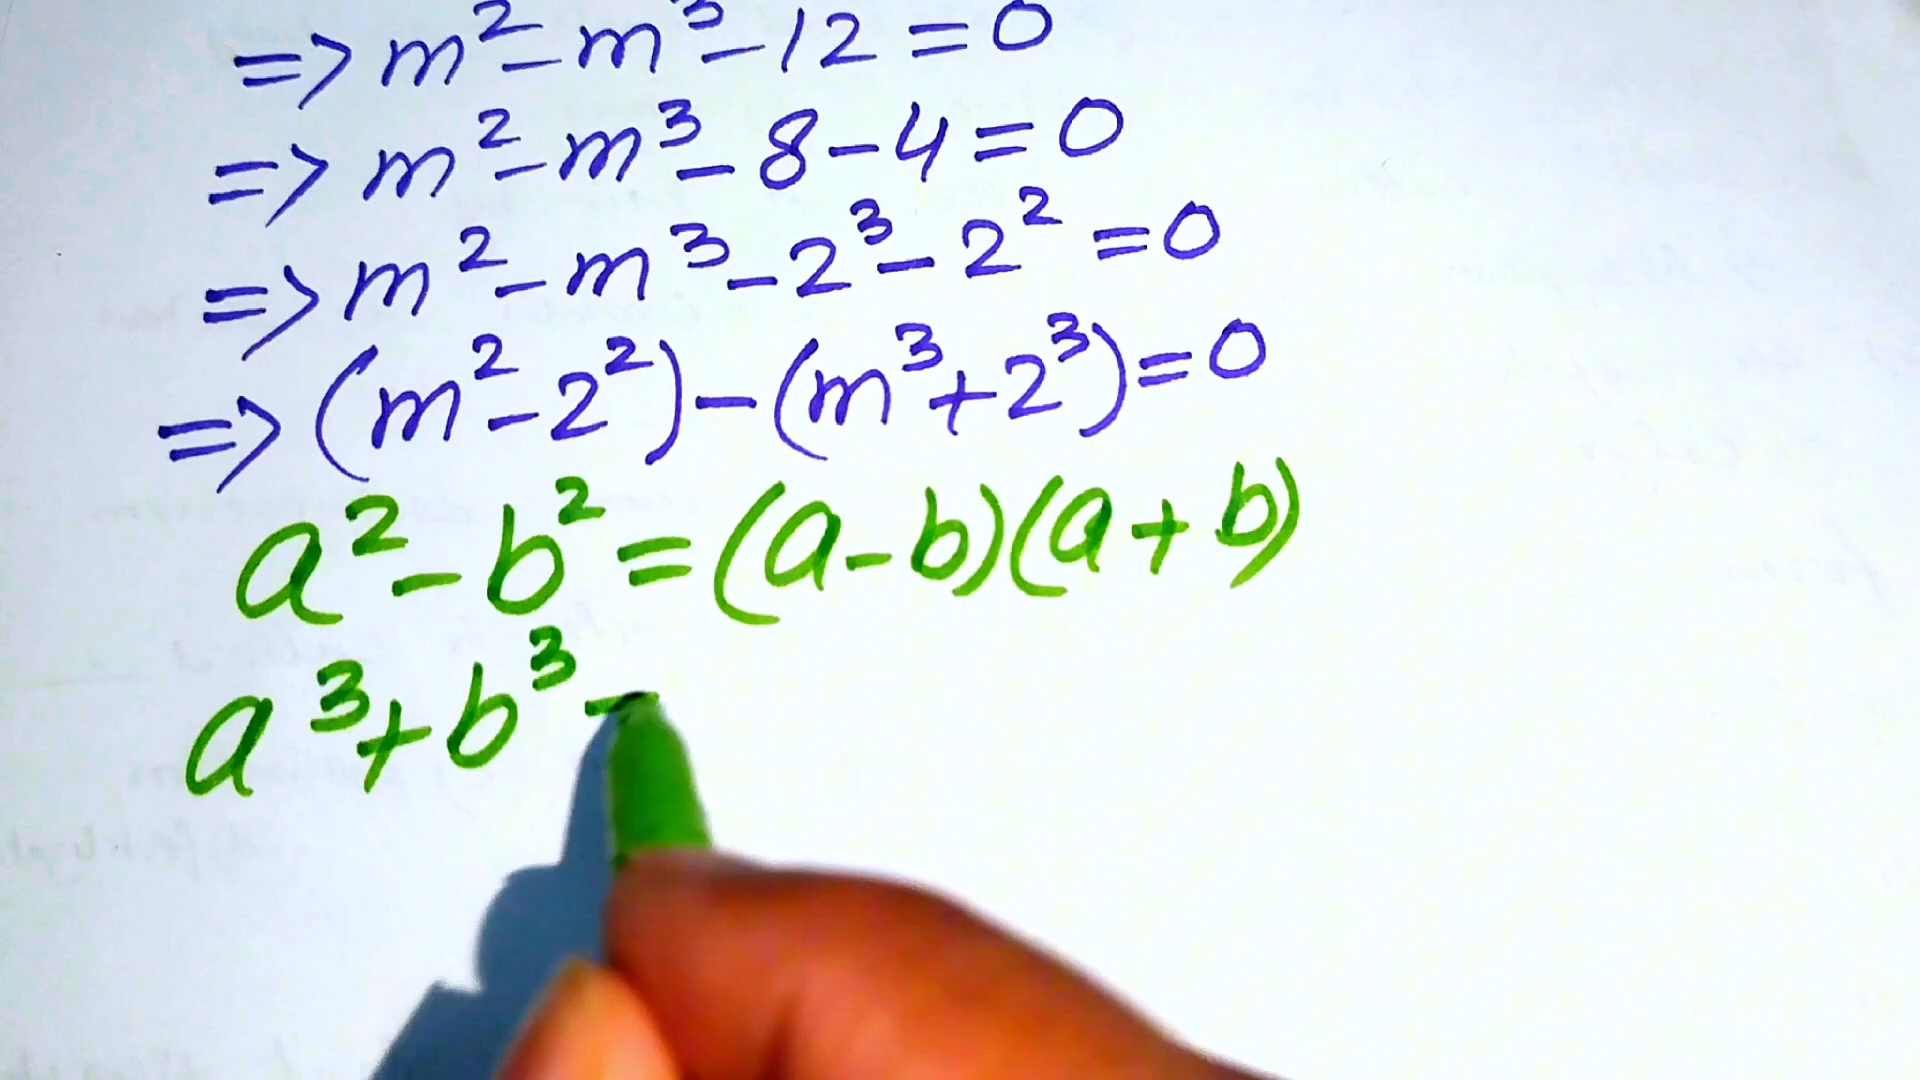 => m² - m³ - 12 = 0
=> m² - m³ - 8 - 4 = 0
=> m² - m³ - 2³ - 2² = 0
=> (m² - 2²) - (m³ + 2³) = 0
a² - b² = (a - b)(a + b)
a³ + b³ -